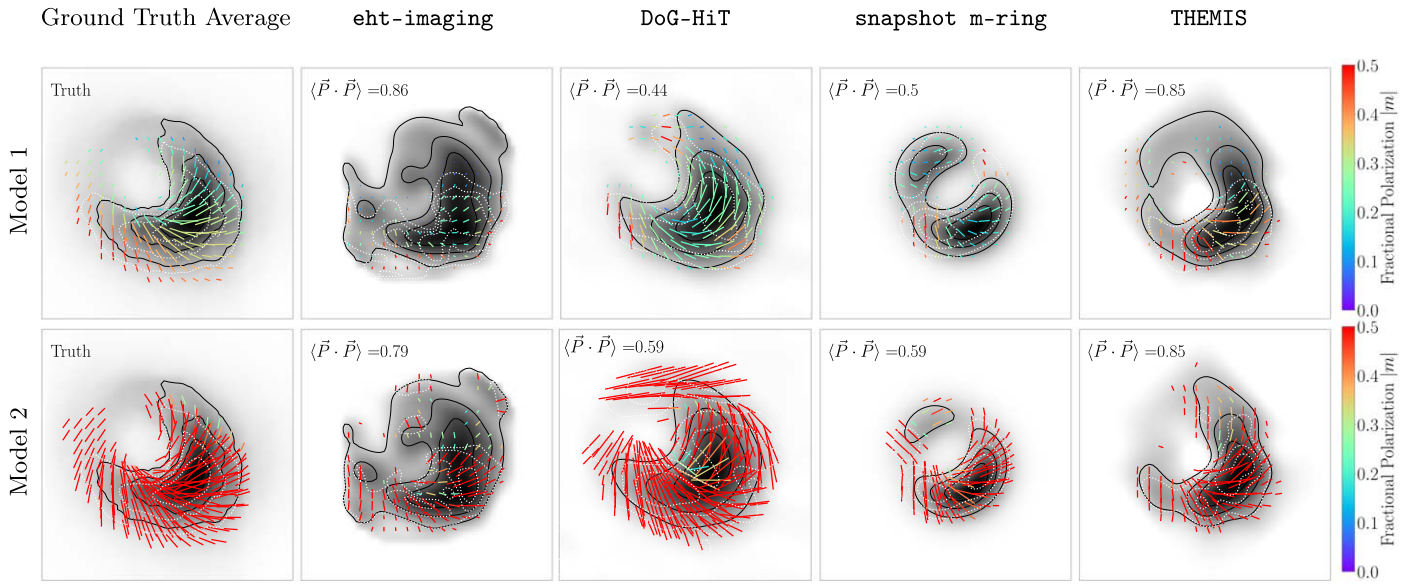 Ground Truth Average eht-imaging DoG-HiT snapshot m-ring THEMIS
Model 1
Truth
⟨P⃗ · P⃗⟩ =0.86
⟨P⃗ · P⃗⟩ =0.44
⟨P⃗ · P⃗⟩ =0.5
⟨P⃗ · P⃗⟩ =0.85
0.5
0.4
0.3
0.2
0.1
0.0
Fractional Polarization |m|
Model 2
Truth
⟨P⃗ · P⃗⟩ =0.79
⟨P⃗ · P⃗⟩ =0.59
⟨P⃗ · P⃗⟩ =0.59
⟨P⃗ · P⃗⟩ =0.85
0.5
0.4
0.3
0.2
0.1
0.0
Fractional Polarization |m|